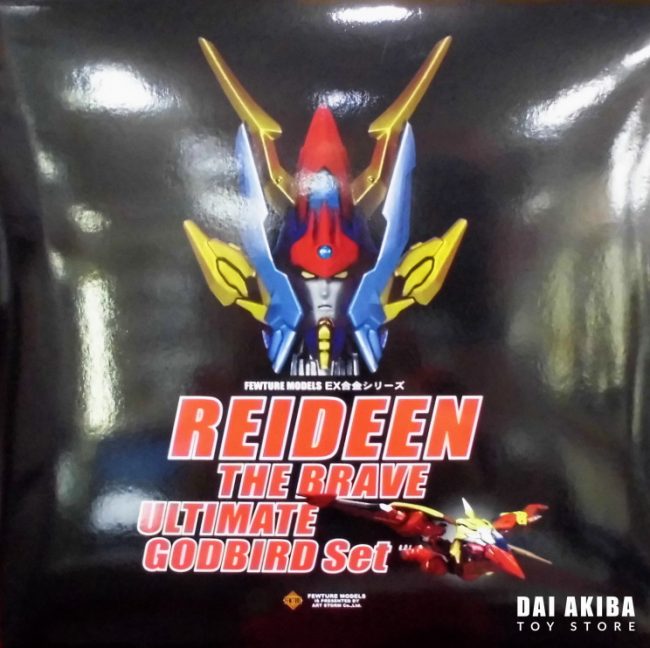 FEWTURE MODELS EX合金シリーズ
REIDEEN
THE BRAVE
ULTIMATE
GODBIRD Set
FEWTURE MODELS
IS PRESENTED BY
ART STORM Co.,Ltd.
DAI AKIBA
TOY STORE